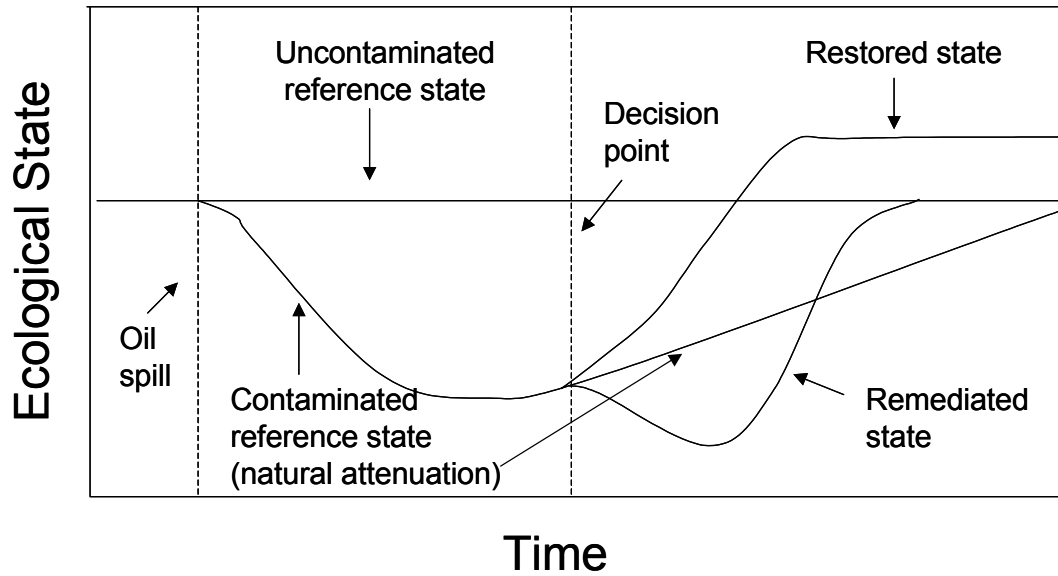 Ecological State
Uncontaminated
reference state
Restored state
Decision
point
Oil
spill
Contaminated
reference state
(natural attenuation)
Remediated
state
Time